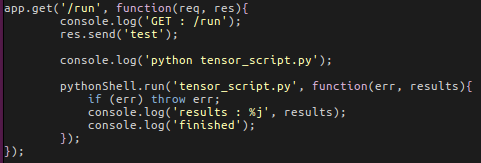 app.get('/run', function(req, res){
        console.log('GET : /run');
        res.send('test');

        console.log('python tensor_script.py');

        pythonShell.run('tensor_script.py', function(err, results){
            if (err) throw err;
            console.log('results : %j', results);
            console.log('finished');
        });
});